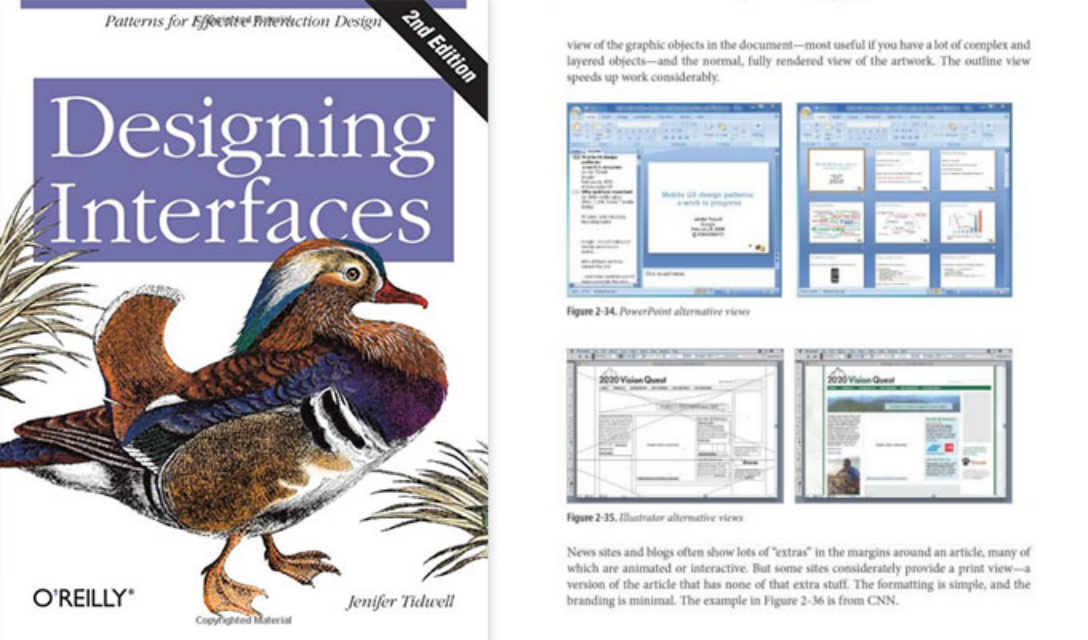 Patterns for Effective Interaction Design
2nd Edition
Designing
Interfaces
O'REILLY®
Jenifer Tidwell
Copyrighted Material
view of the graphic objects in the document—most useful if you have a lot of complex and
layered objects—and the normal, fully rendered view of the artwork. The outline view
speeds up work considerably.
Mobile UX design patterns:
a work in progress
Figure 2-34. PowerPoint alternative views
2020 Vision Quest
2020 Vision Quest
Figure 2-35. Illustrator alternative views
News sites and blogs often show lots of “extras” in the margins around an article, many of
which are animated or interactive. But some sites considerately provide a print view—a
version of the article that has none of that extra stuff. The formatting is simple, and the
branding is minimal. The example in Figure 2-36 is from CNN.